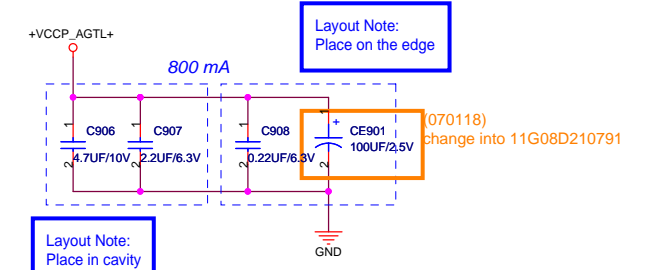 Layout Note:
Place on the edge
+VCCP_AGTL+
800 mA
1
C906
4.7UF/10V
2
1
C907
2.2UF/6.3V
2
1
C908
0.22UF/6.3V
2
1
+
CE901
100UF/2.5V
2
(070118)
change into 11G08D210791
GND
Layout Note:
Place in cavity